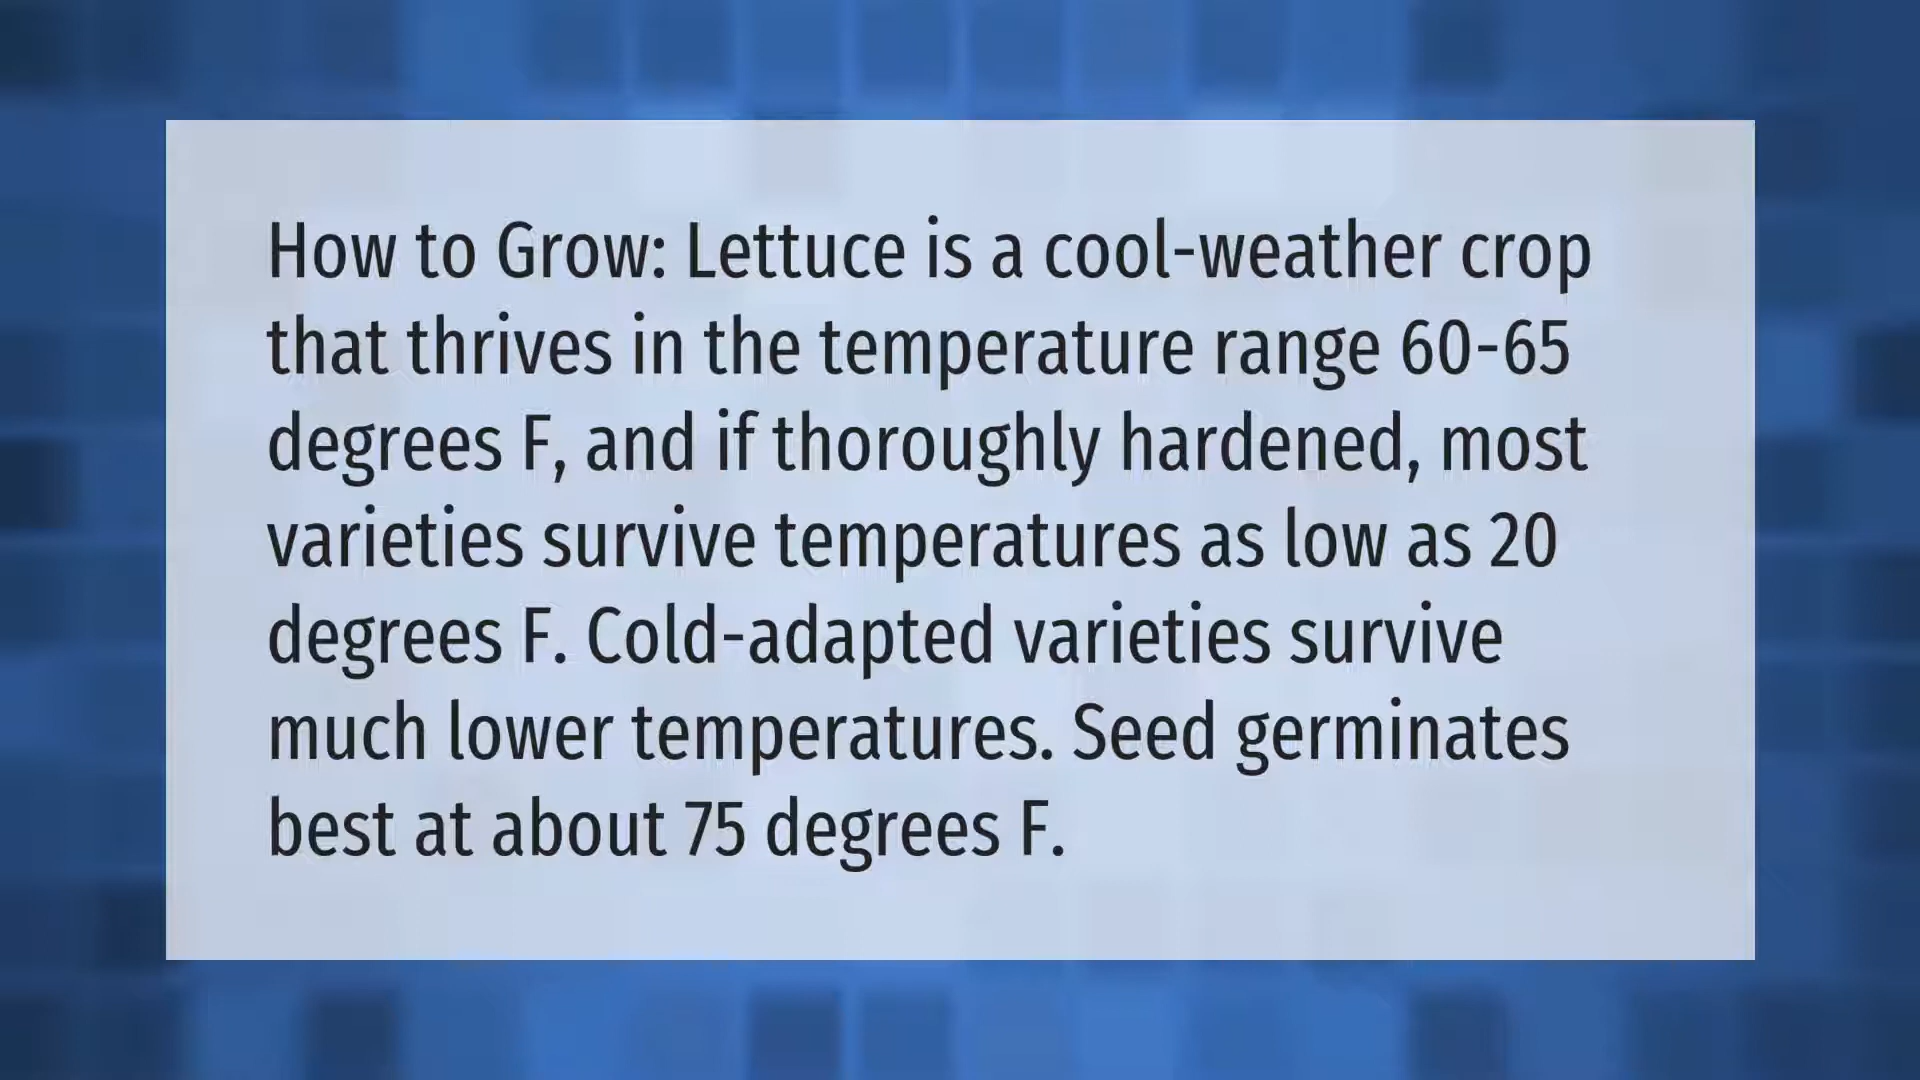 How to Grow: Lettuce is a cool-weather crop
that thrives in the temperature range 60-65
degrees F, and if thoroughly hardened, most
varieties survive temperatures as low as 20
degrees F. Cold-adapted varieties survive
much lower temperatures. Seed germinates
best at about 75 degrees F.